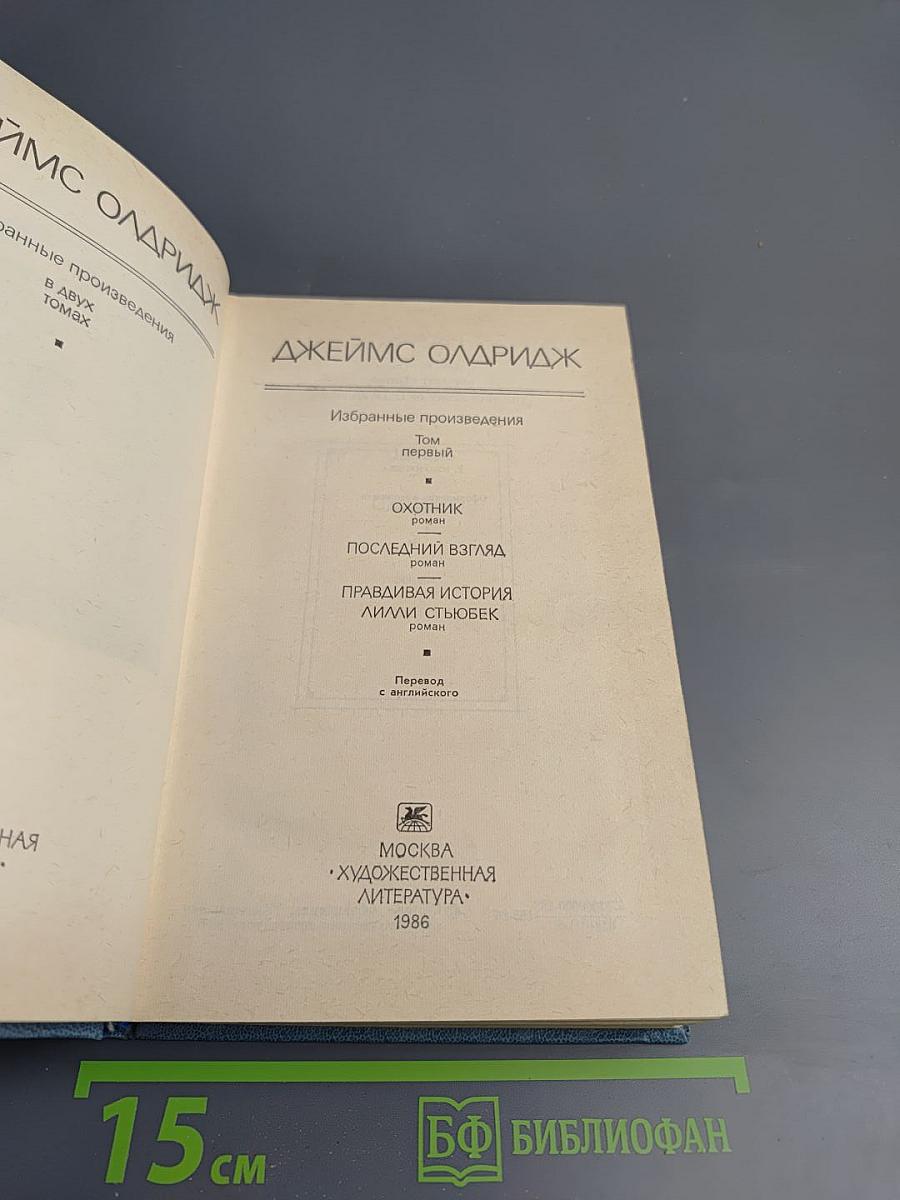 ЙМС ОЛДРИДЖ
ранные произведения
в двух
томах
НАЯ
ДЖЕЙМС ОЛДРИДЖ
Избранные произведения
Том
первый
ОХОТНИК
роман
ПОСЛЕДНИЙ ВЗГЛЯД
роман
ПРАВДИВАЯ ИСТОРИЯ
ЛИЛЛИ СТЬЮБЕК
роман
Перевод
с английского
МОСКВА
·ХУДОЖЕСТВЕННАЯ
ЛИТЕРАТУРА·
1986
15 см
БФ БИБЛИОФАН